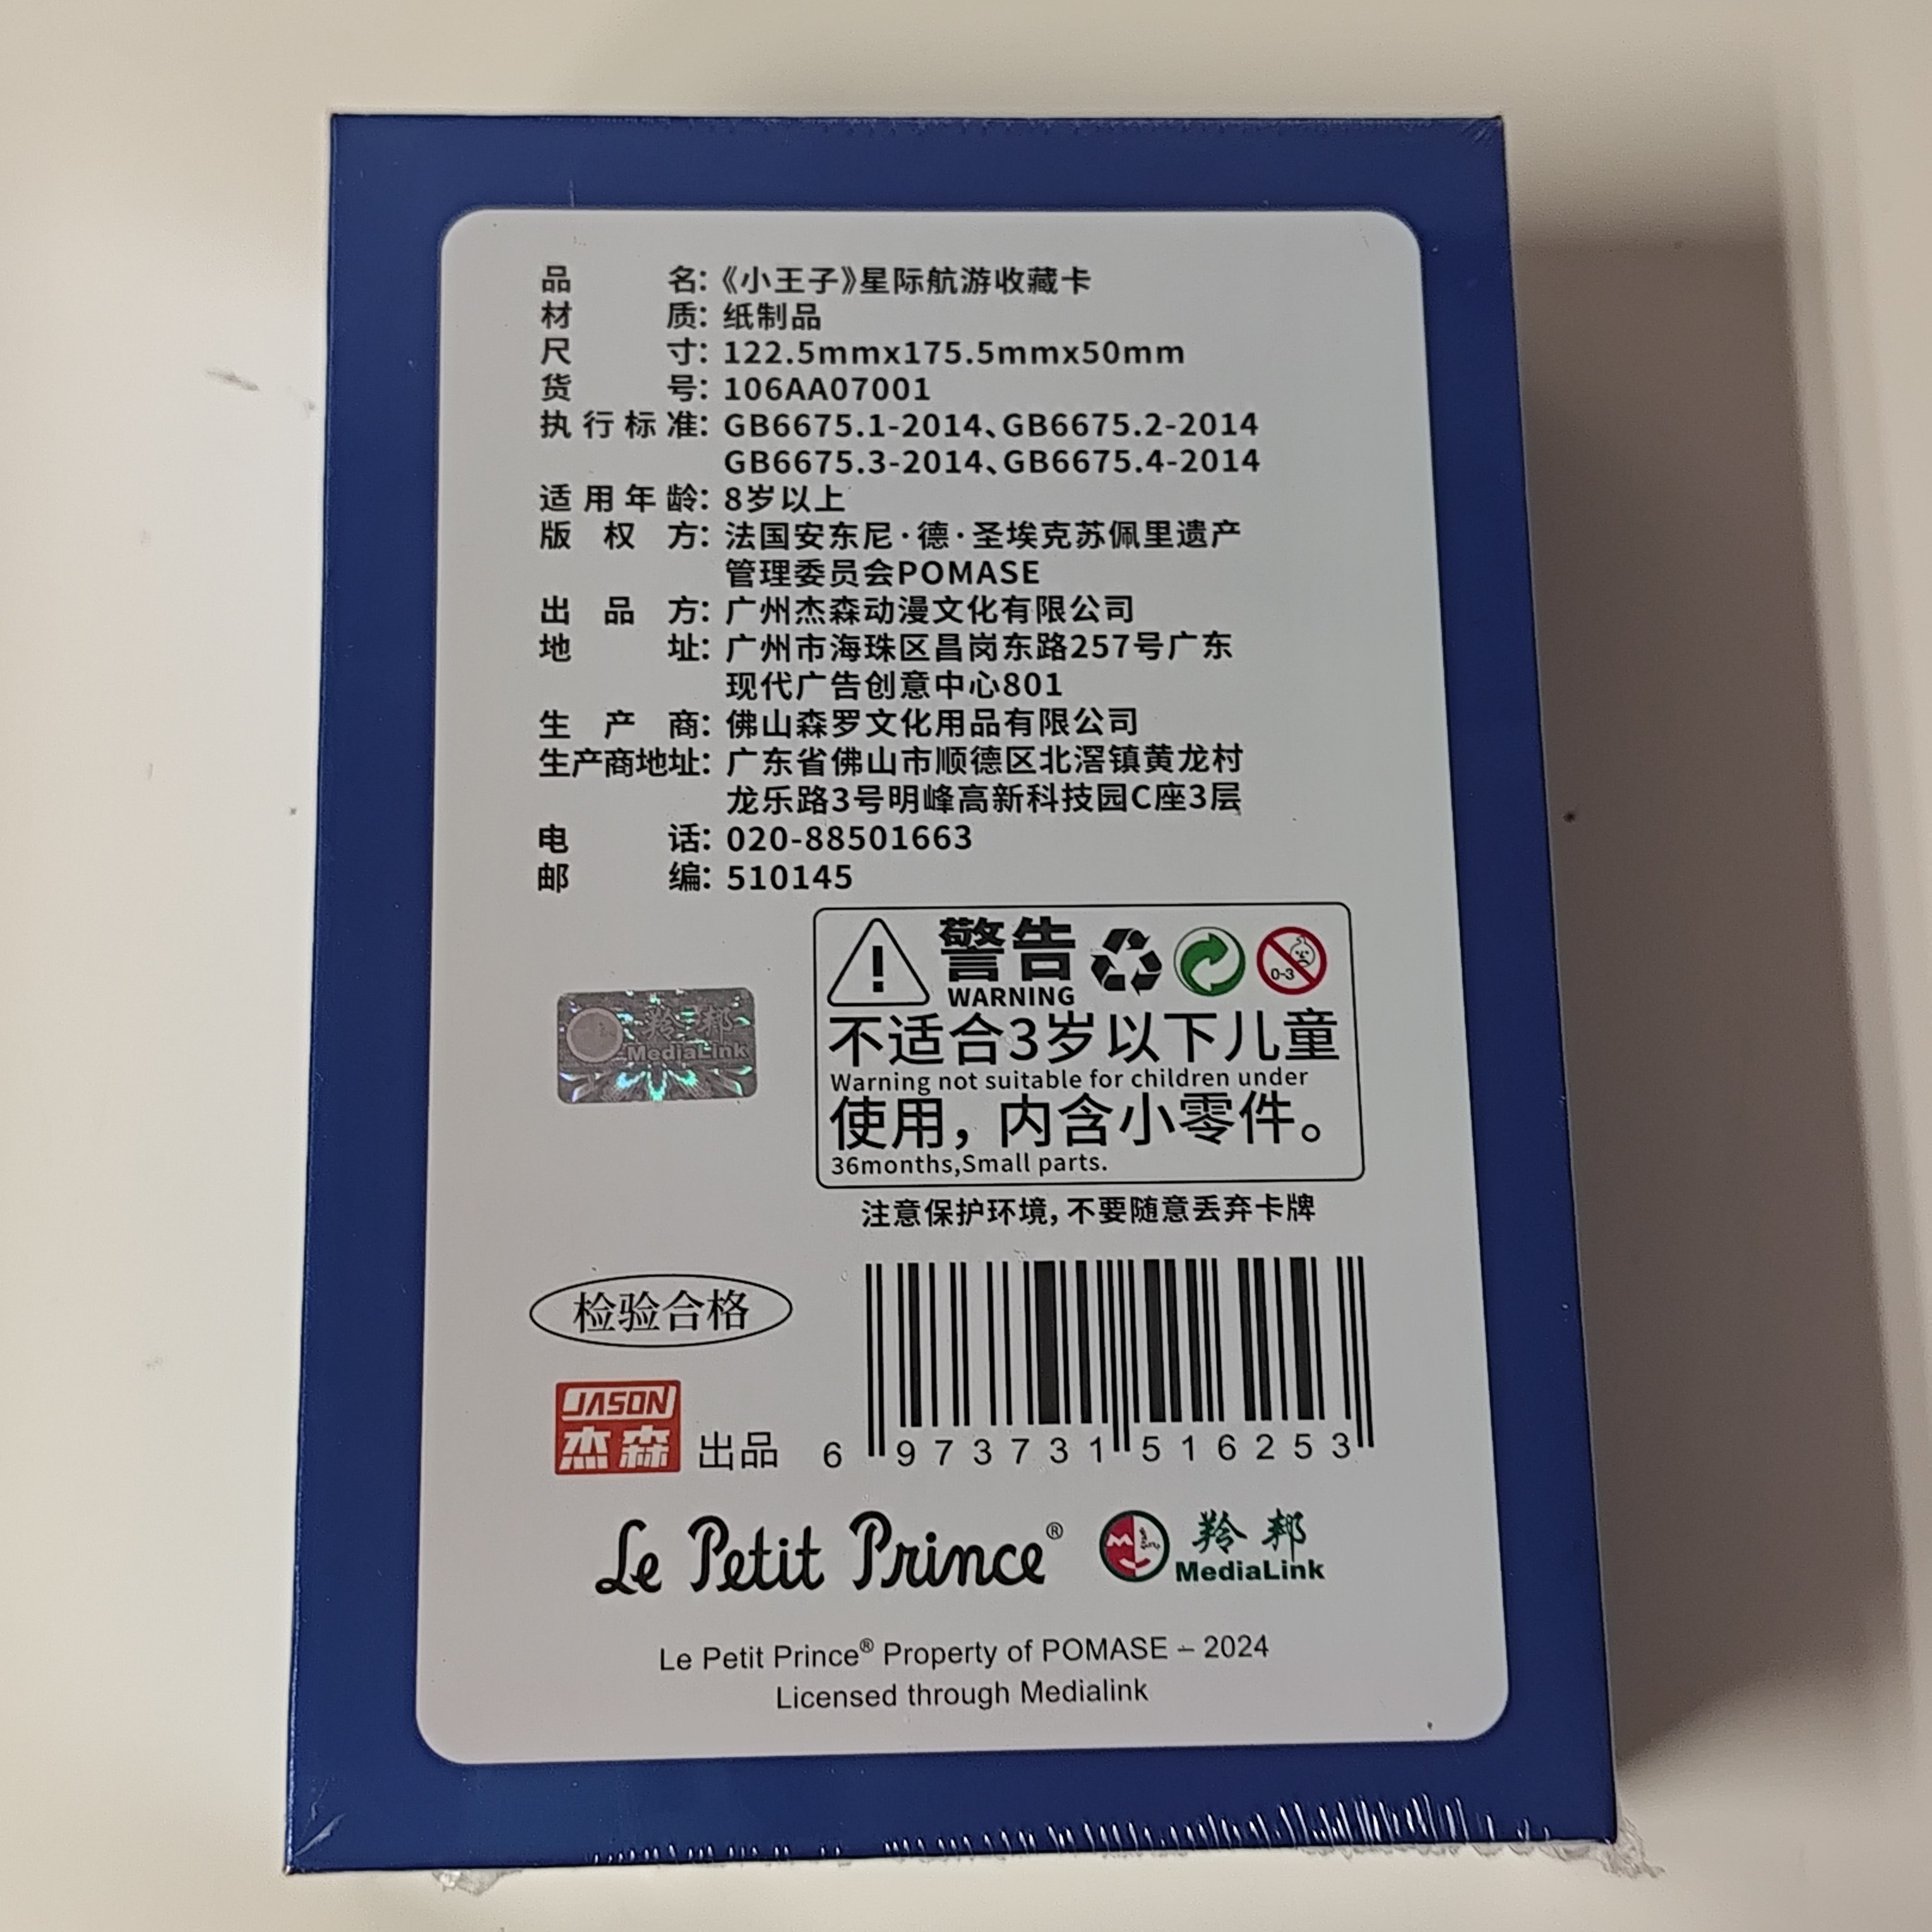 品名:《小王子》星际航游收藏卡
材质:纸制品
尺寸:122.5mmx175.5mmx50mm
货号:106AA07001
执行标准:GB6675.1-2014、GB6675.2-2014
GB6675.3-2014、GB6675.4-2014
适用年龄:8岁以上
版权方:法国安东尼·德·圣埃克苏佩里遗产
管理委员会POMASE
出品方:广州杰森动漫文化有限公司
地址:广州市海珠区昌岗东路257号广东
现代广告创意中心801
生产商:佛山森罗文化用品有限公司
生产商地址:广东省佛山市顺德区北滘镇黄龙村
龙乐路3号明峰高新科技园C座3层
电话:020-88501663
邮编:510145
警告
WARNING
0-3
不适合3岁以下儿童
Warning not suitable for children under
使用，内含小零件。
36months,Small parts.
羚邦
MediaLink
注意保护环境,不要随意丢弃卡牌
检验合格
JASON
杰森
出品
6 973731 516253
Le Petit Prince®
羚邦
MediaLink
Le Petit Prince® Property of POMASE – 2024
Licensed through Medialink